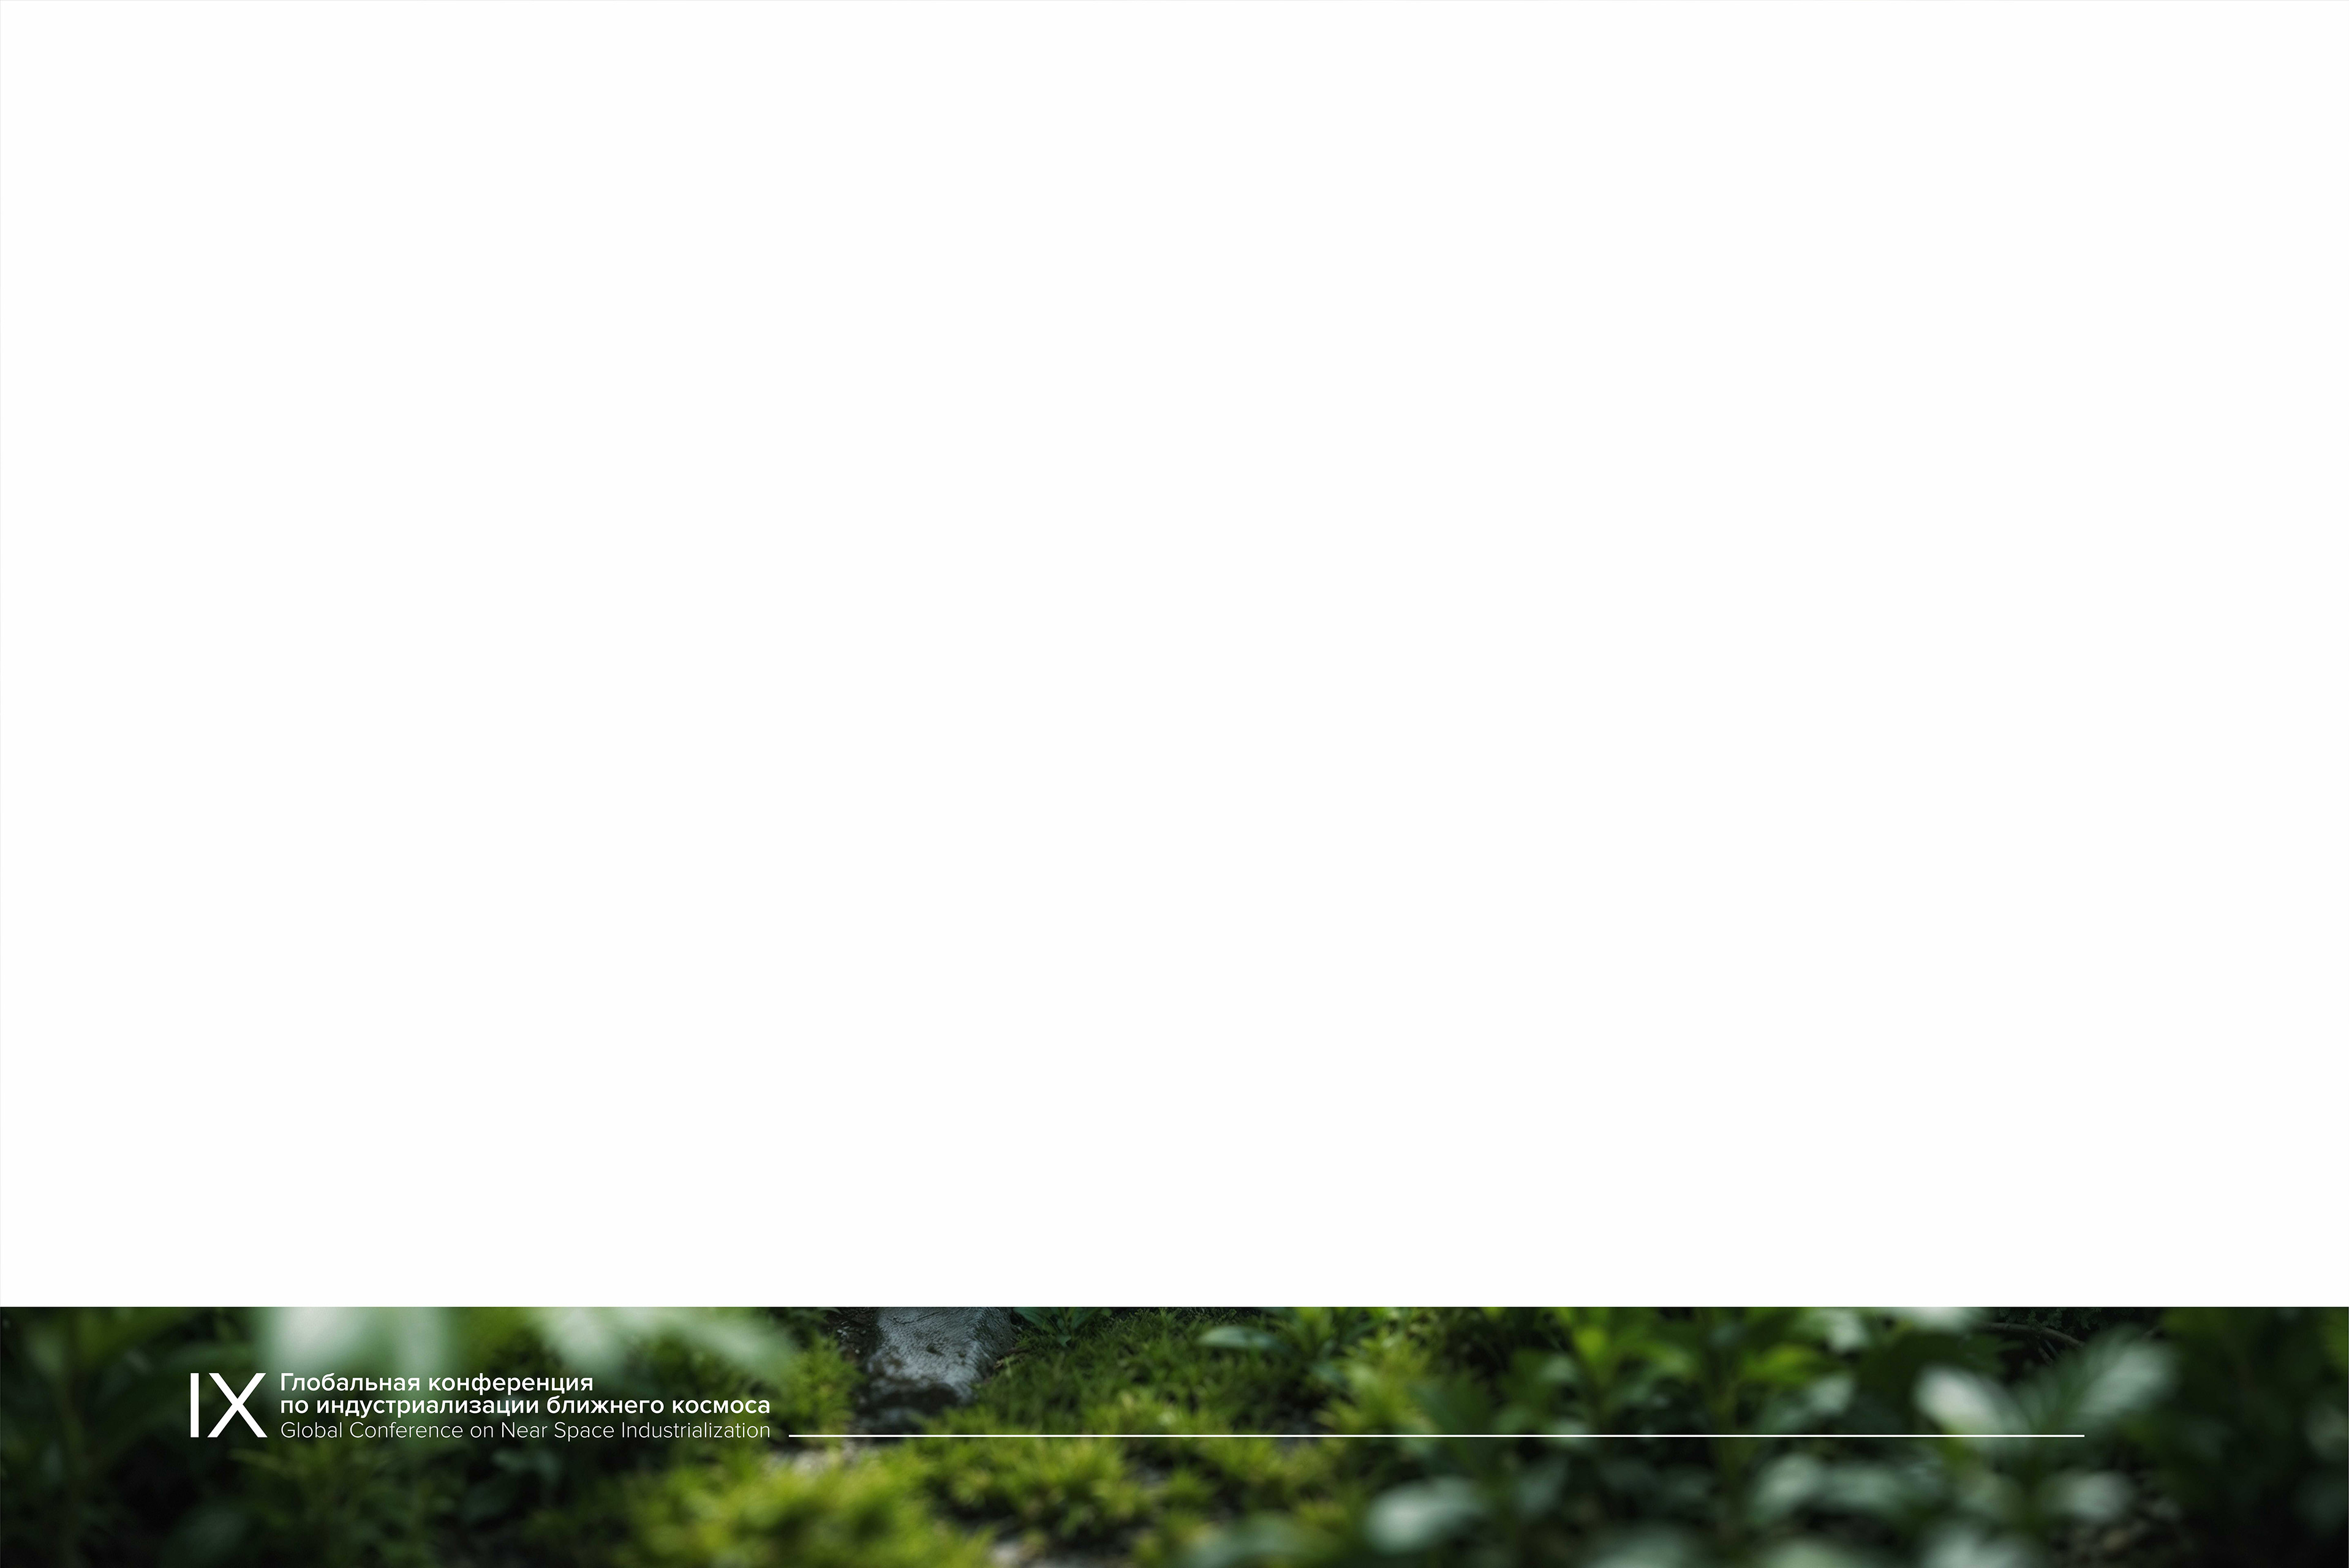 IX
Глобальная конференция
по индустриализации ближнего космоса
Global Conference on Near Space Industrialization